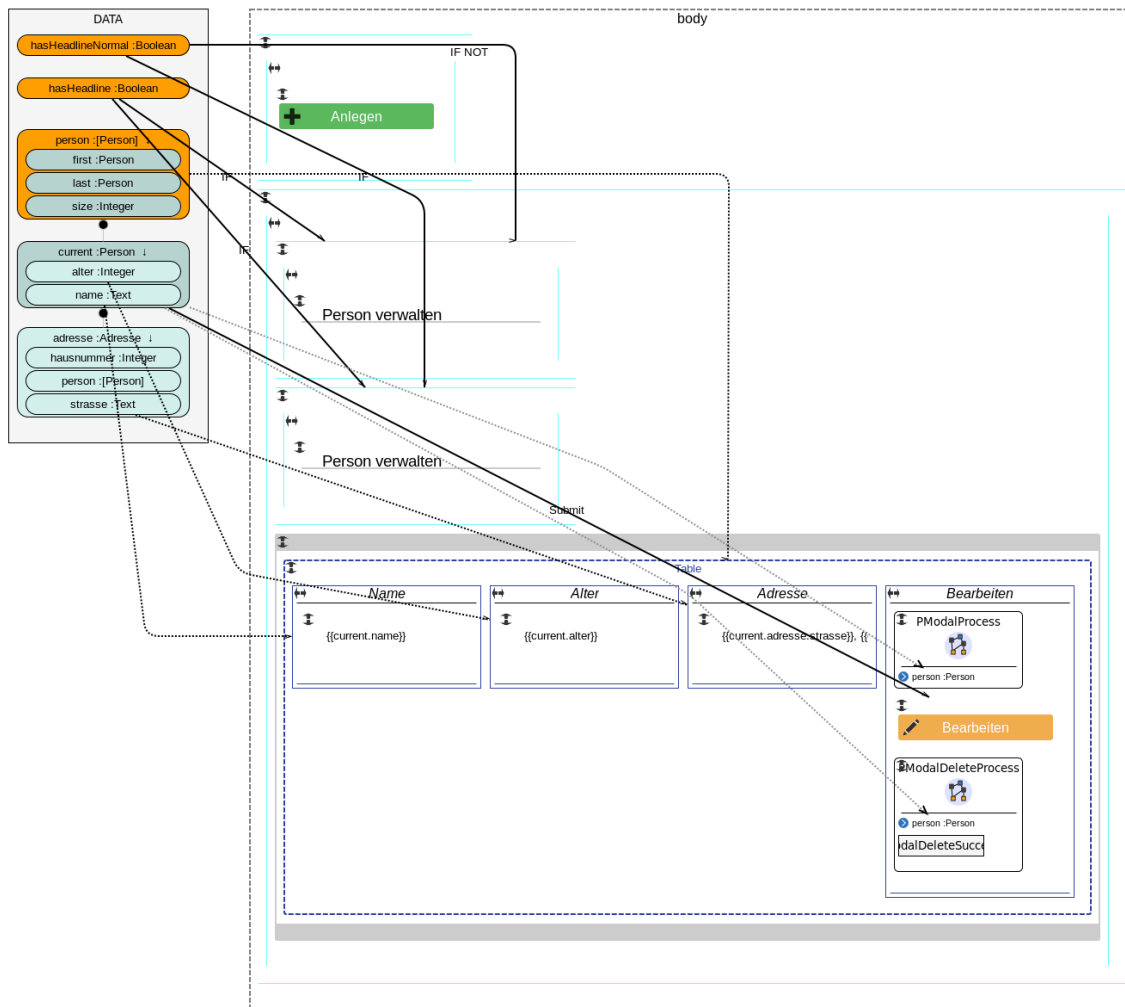 DATA
hasHeadlineNormal :Boolean
hasHeadline :Boolean
person :[Person] ↓
first :Person
last :Person
size :Integer
current :Person ↓
alter :Integer
name :Text
adresse :Adresse ↓
hausnummer :Integer
person :[Person]
strasse :Text
body
IF NOT
Anlegen
IF
IF
IF
Person verwalten
Person verwalten
Submit
Table
Name
{{current.name}}
Alter
{{current.alter}}
Adresse
{{current.adresse.strasse}}, {{
Bearbeiten
PModalProcess
person :Person
Bearbeiten
PModalDeleteProcess
person :Person
odalDeleteSucce